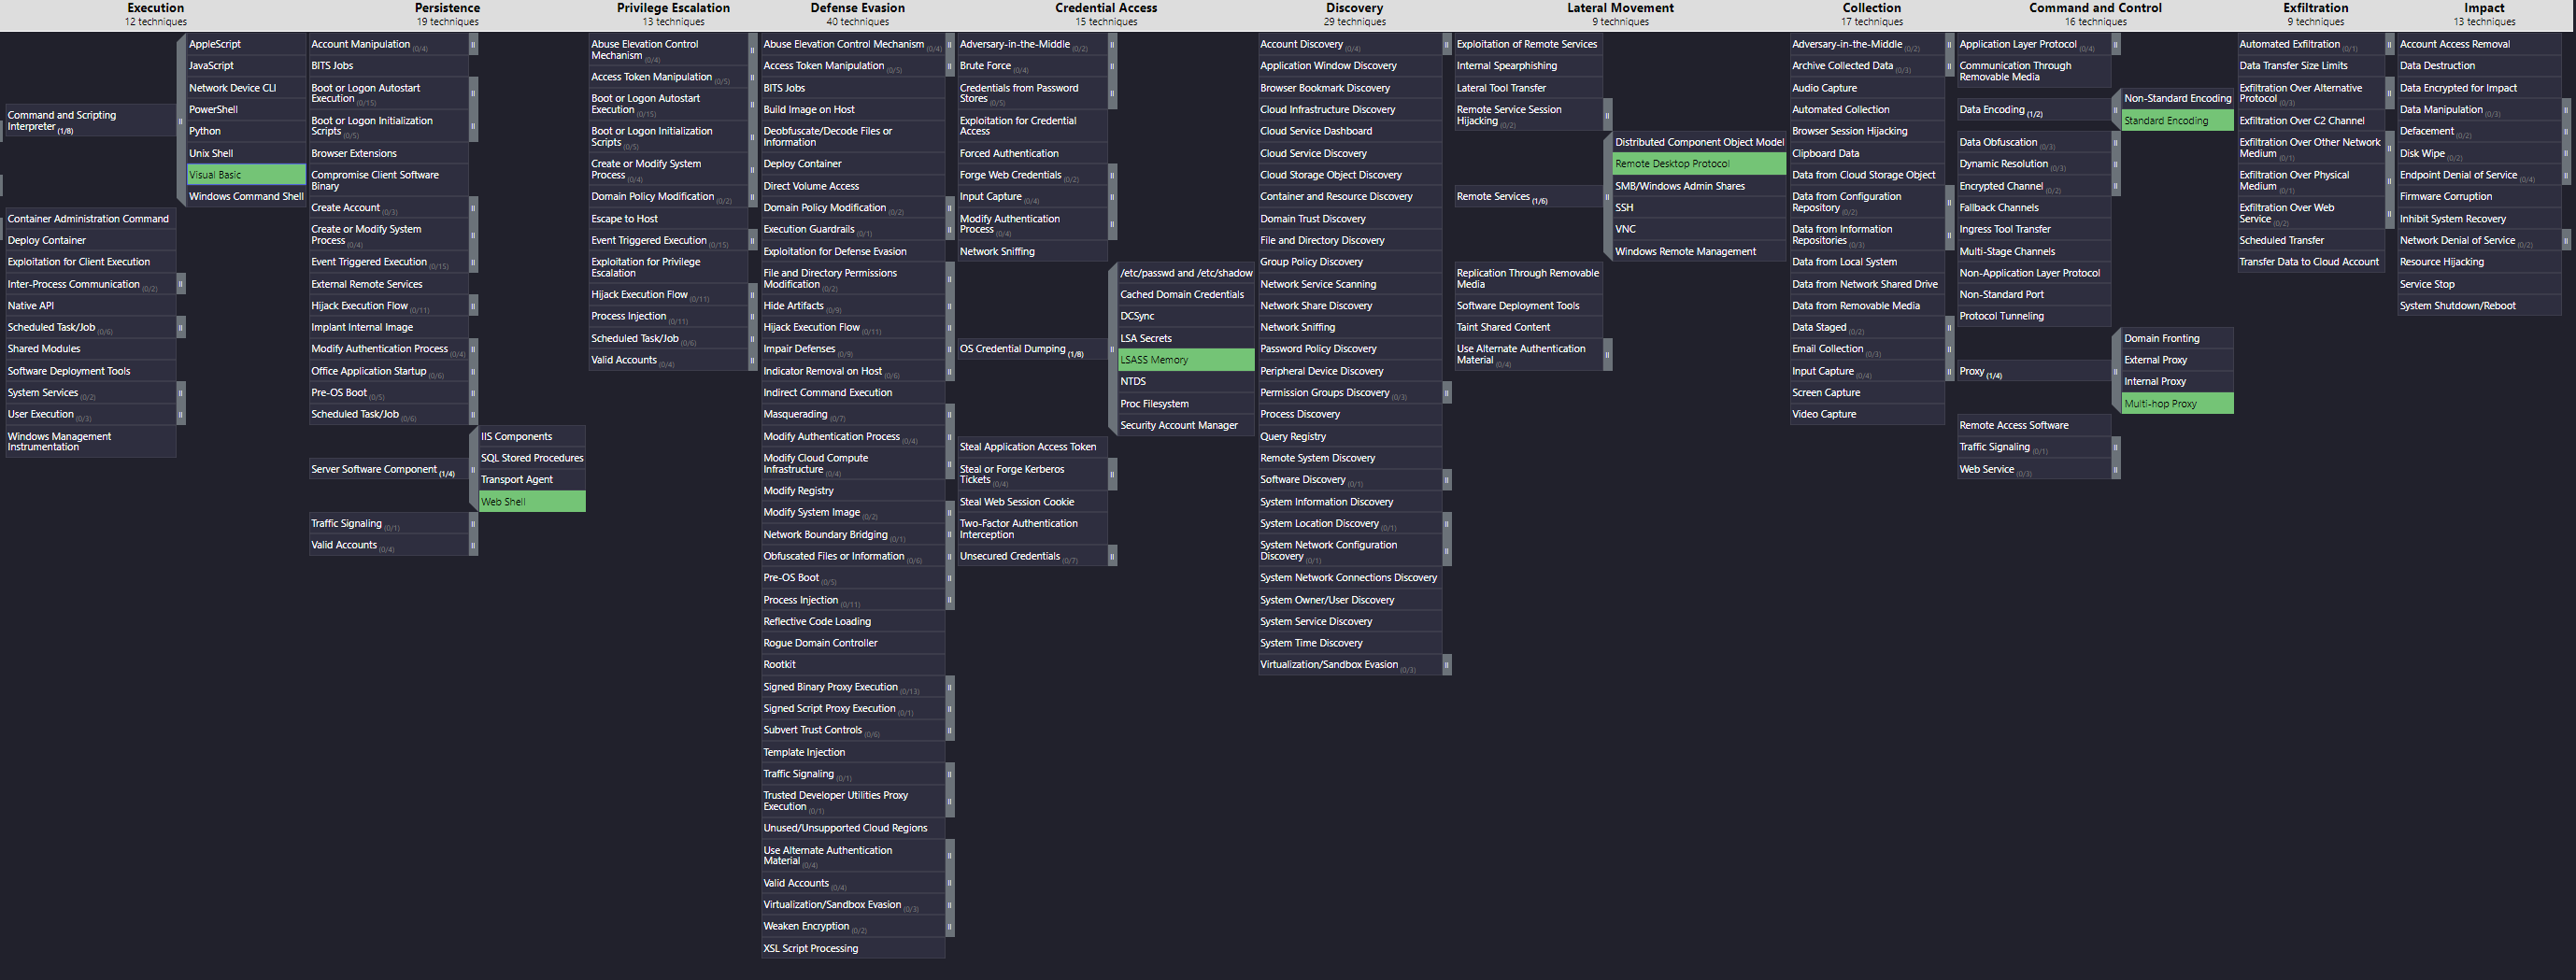 Execution
12 techniques
AppleScript
JavaScript
Network Device CLI
PowerShell
Python
Unix Shell
Visual Basic
Windows Command Shell
Command and Scripting
Interpreter (1/8)
Container Administration Command
Deploy Container
Exploitation for Client Execution
Inter-Process Communication (0/2)
Native API
Scheduled Task/Job (0/6)
Shared Modules
Software Deployment Tools
System Services (0/2)
User Execution (0/3)
Windows Management
Instrumentation
Persistence
19 techniques
Account Manipulation (0/4)
BITS Jobs
Boot or Logon Autostart
Execution (0/15)
Boot or Logon Initialization
Scripts (0/5)
Browser Extensions
Compromise Client Software
Binary
Create Account (0/3)
Create or Modify System
Process (0/4)
Event Triggered Execution (0/15)
External Remote Services
Hijack Execution Flow (0/11)
Implant Internal Image
Modify Authentication Process (0/4)
Office Application Startup (0/6)
Pre-OS Boot (0/5)
Scheduled Task/Job (0/6)
Server Software Component (1/4)
IIS Components
SQL Stored Procedures
Transport Agent
Web Shell
Traffic Signaling (0/1)
Valid Accounts (0/4)
Privilege Escalation
13 techniques
Abuse Elevation Control
Mechanism (0/4)
Access Token Manipulation (0/5)
Boot or Logon Autostart
Execution (0/15)
Boot or Logon Initialization
Scripts (0/5)
Create or Modify System
Process (0/4)
Domain Policy Modification (0/2)
Escape to Host
Event Triggered Execution (0/15)
Exploitation for Privilege
Escalation
Hijack Execution Flow (0/11)
Process Injection (0/11)
Scheduled Task/Job (0/6)
Valid Accounts (0/4)
Defense Evasion
40 techniques
Abuse Elevation Control Mechanism (0/4)
Access Token Manipulation (0/5)
BITS Jobs
Build Image on Host
Deobfuscate/Decode Files or
Information
Deploy Container
Direct Volume Access
Domain Policy Modification (0/2)
Execution Guardrails (0/1)
Exploitation for Defense Evasion
File and Directory Permissions
Modification (0/2)
Hide Artifacts (0/9)
Hijack Execution Flow (0/11)
Impair Defenses (0/9)
Indicator Removal on Host (0/6)
Indirect Command Execution
Masquerading (0/7)
Modify Authentication Process (0/4)
Modify Cloud Compute
Infrastructure (0/4)
Modify Registry
Modify System Image (0/2)
Network Boundary Bridging (0/1)
Obfuscated Files or Information (0/6)
Pre-OS Boot (0/5)
Process Injection (0/11)
Reflective Code Loading
Rogue Domain Controller
Rootkit
Signed Binary Proxy Execution (0/13)
Signed Script Proxy Execution (0/1)
Subvert Trust Controls (0/6)
Template Injection
Traffic Signaling (0/1)
Trusted Developer Utilities Proxy
Execution (0/1)
Unused/Unsupported Cloud Regions
Use Alternate Authentication
Material (0/4)
Valid Accounts (0/4)
Virtualization/Sandbox Evasion (0/3)
Weaken Encryption (0/2)
XSL Script Processing
Credential Access
15 techniques
Adversary-in-the-Middle (0/2)
Brute Force (0/4)
Credentials from Password
Stores (0/5)
Exploitation for Credential
Access
Forced Authentication
Forge Web Credentials (0/2)
Input Capture (0/4)
Modify Authentication
Process (0/4)
Network Sniffing
OS Credential Dumping (1/8)
/etc/passwd and /etc/shadow
Cached Domain Credentials
DCSync
LSA Secrets
LSASS Memory
NTDS
Proc Filesystem
Security Account Manager
Steal Application Access Token
Steal or Forge Kerberos
Tickets (0/4)
Steal Web Session Cookie
Two-Factor Authentication
Interception
Unsecured Credentials (0/7)
Discovery
29 techniques
Account Discovery (0/4)
Application Window Discovery
Browser Bookmark Discovery
Cloud Infrastructure Discovery
Cloud Service Dashboard
Cloud Service Discovery
Cloud Storage Object Discovery
Container and Resource Discovery
Domain Trust Discovery
File and Directory Discovery
Group Policy Discovery
Network Service Scanning
Network Share Discovery
Network Sniffing
Password Policy Discovery
Peripheral Device Discovery
Permission Groups Discovery (0/3)
Process Discovery
Query Registry
Remote System Discovery
Software Discovery (0/1)
System Information Discovery
System Location Discovery (0/1)
System Network Configuration
Discovery (0/1)
System Network Connections Discovery
System Owner/User Discovery
System Service Discovery
System Time Discovery
Virtualization/Sandbox Evasion (0/3)
Lateral Movement
9 techniques
Exploitation of Remote Services
Internal Spearphishing
Lateral Tool Transfer
Remote Service Session
Hijacking (0/2)
Remote Services (1/6)
Distributed Component Object Model
Remote Desktop Protocol
SMB/Windows Admin Shares
SSH
VNC
Windows Remote Management
Replication Through Removable
Media
Software Deployment Tools
Taint Shared Content
Use Alternate Authentication
Material (0/4)
Collection
17 techniques
Adversary-in-the-Middle (0/2)
Archive Collected Data (0/3)
Audio Capture
Automated Collection
Browser Session Hijacking
Clipboard Data
Data from Cloud Storage Object
Data from Configuration
Repository (0/2)
Data from Information
Repositories (0/3)
Data from Local System
Data from Network Shared Drive
Data from Removable Media
Data Staged (0/2)
Email Collection (0/3)
Input Capture (0/4)
Screen Capture
Video Capture
Command and Control
16 techniques
Application Layer Protocol (0/4)
Communication Through
Removable Media
Data Encoding (1/2)
Non-Standard Encoding
Standard Encoding
Data Obfuscation (0/3)
Dynamic Resolution (0/3)
Encrypted Channel (0/2)
Fallback Channels
Ingress Tool Transfer
Multi-Stage Channels
Non-Application Layer Protocol
Non-Standard Port
Protocol Tunneling
Proxy (1/4)
Domain Fronting
External Proxy
Internal Proxy
Multi-hop Proxy
Remote Access Software
Traffic Signaling (0/1)
Web Service (0/3)
Exfiltration
9 techniques
Automated Exfiltration (0/1)
Data Transfer Size Limits
Exfiltration Over Alternative
Protocol (0/3)
Exfiltration Over C2 Channel
Exfiltration Over Other Network
Medium (0/1)
Exfiltration Over Physical
Medium (0/1)
Exfiltration Over Web
Service (0/2)
Scheduled Transfer
Transfer Data to Cloud Account
Impact
13 techniques
Account Access Removal
Data Destruction
Data Encrypted for Impact
Data Manipulation (0/3)
Defacement (0/2)
Disk Wipe (0/2)
Endpoint Denial of Service (0/4)
Firmware Corruption
Inhibit System Recovery
Network Denial of Service (0/2)
Resource Hijacking
Service Stop
System Shutdown/Reboot